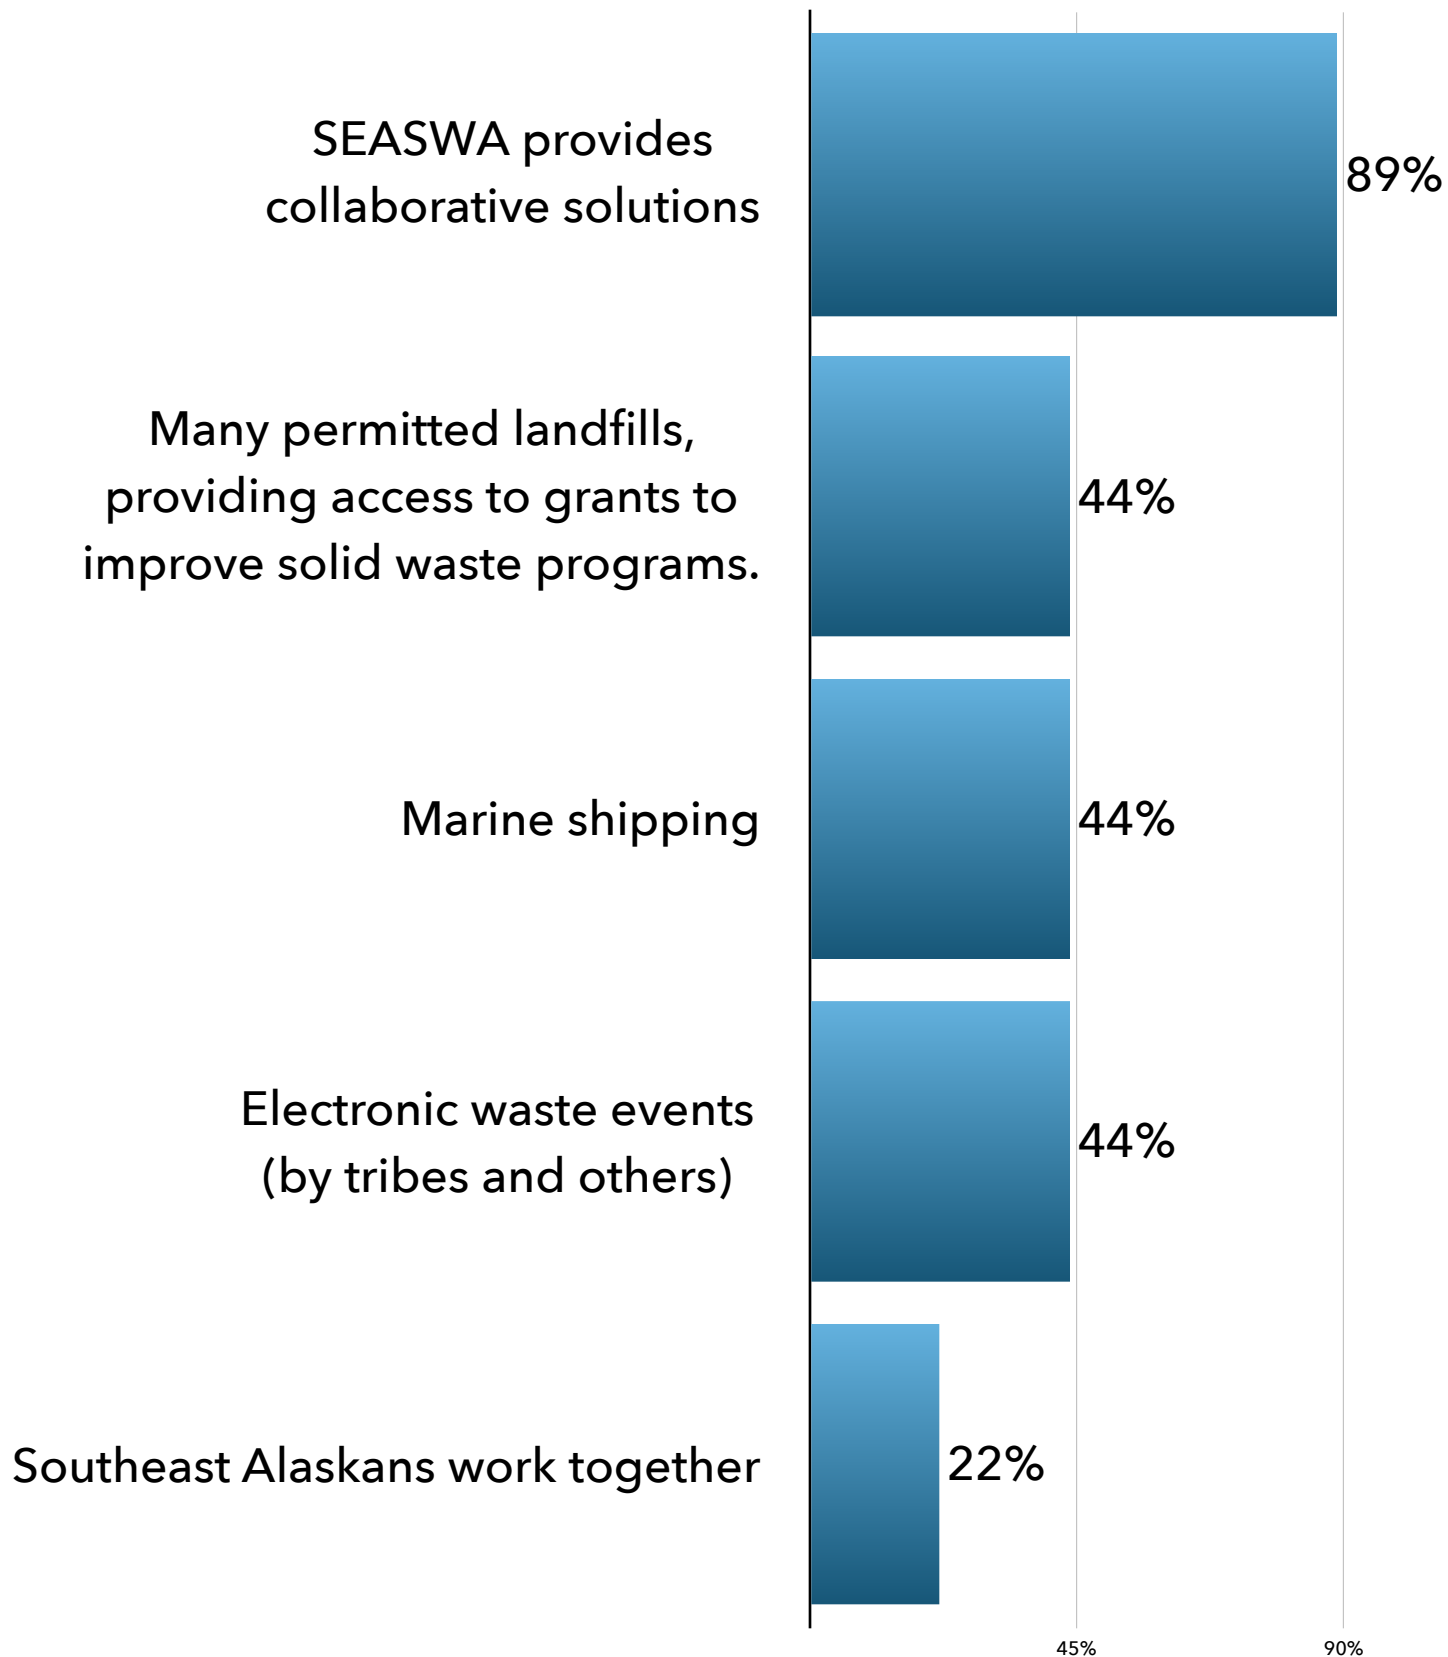 SEASWA provides
collaborative solutions
89%
Many permitted landfills,
providing access to grants to
improve solid waste programs.
44%
Marine shipping
44%
Electronic waste events
(by tribes and others)
44%
Southeast Alaskans work together
22%
45%
90%